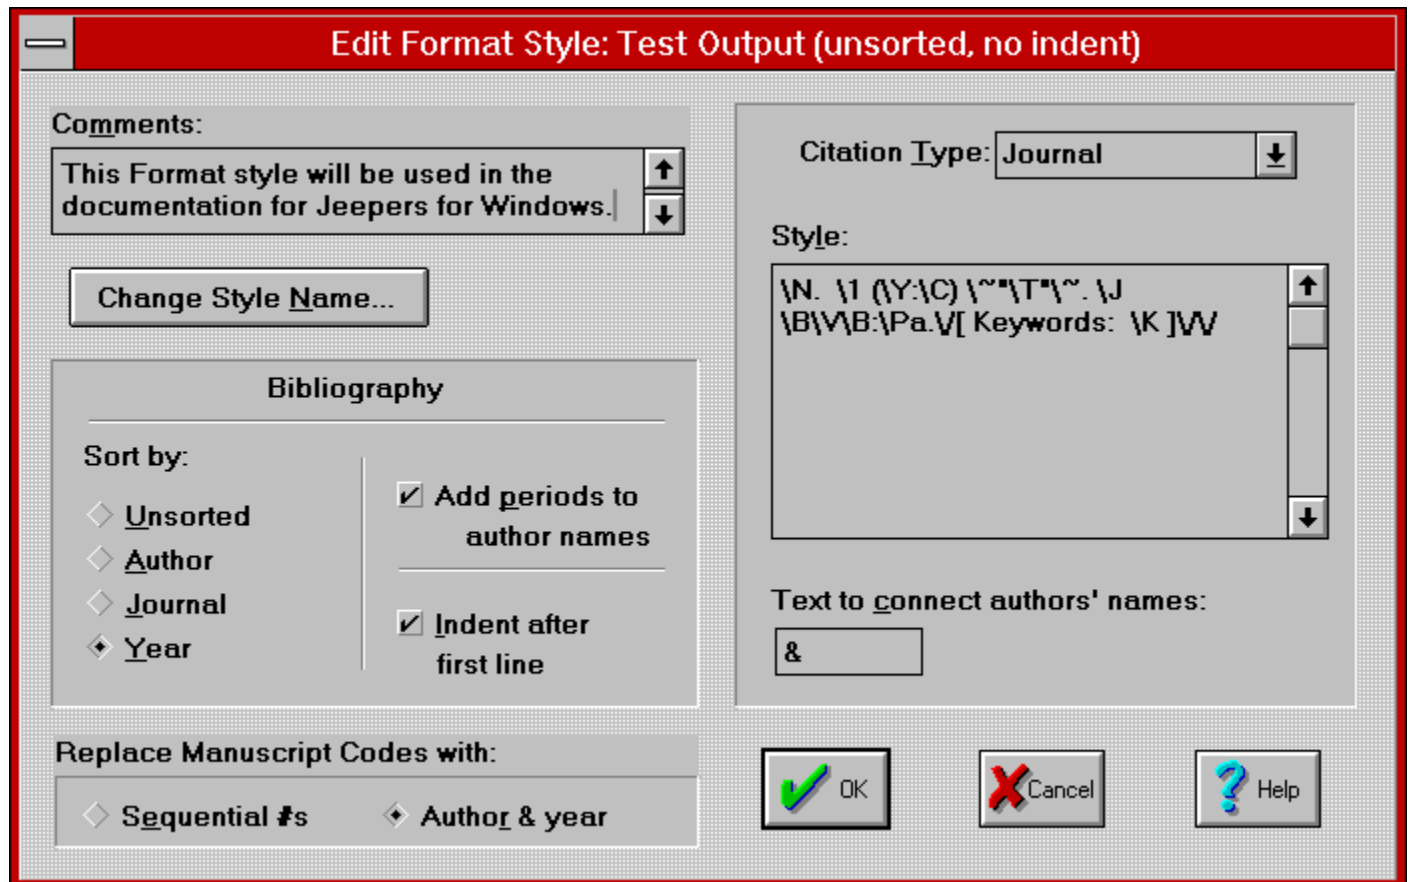 Edit Format Style: Test Output (unsorted, no indent)
Comments:
This Format style will be used in the
documentation for Jeepers for Windows.
Change Style Name...
Bibliography
Sort by:
Unsorted
Author
Journal
Year
Add periods to
author names
Indent after
first line
Replace Manuscript Codes with:
Sequential #s
Author & year
Citation Type: Journal
Style:
\N.  \1 (\Y:\C) \~"\T"\~. \J
\B\V\B:\Pa.\/[ Keywords:  \K ]\/\/
Text to connect authors' names:
&
OK
Cancel
Help